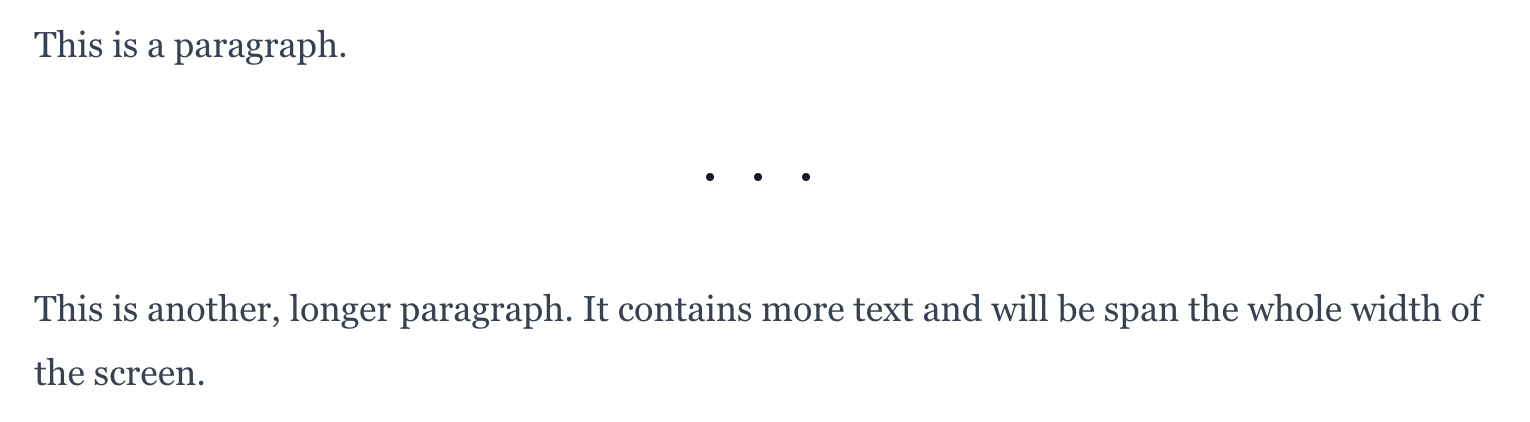 This is a paragraph.
. . .
This is another, longer paragraph. It contains more text and will be span the whole width of
the screen.